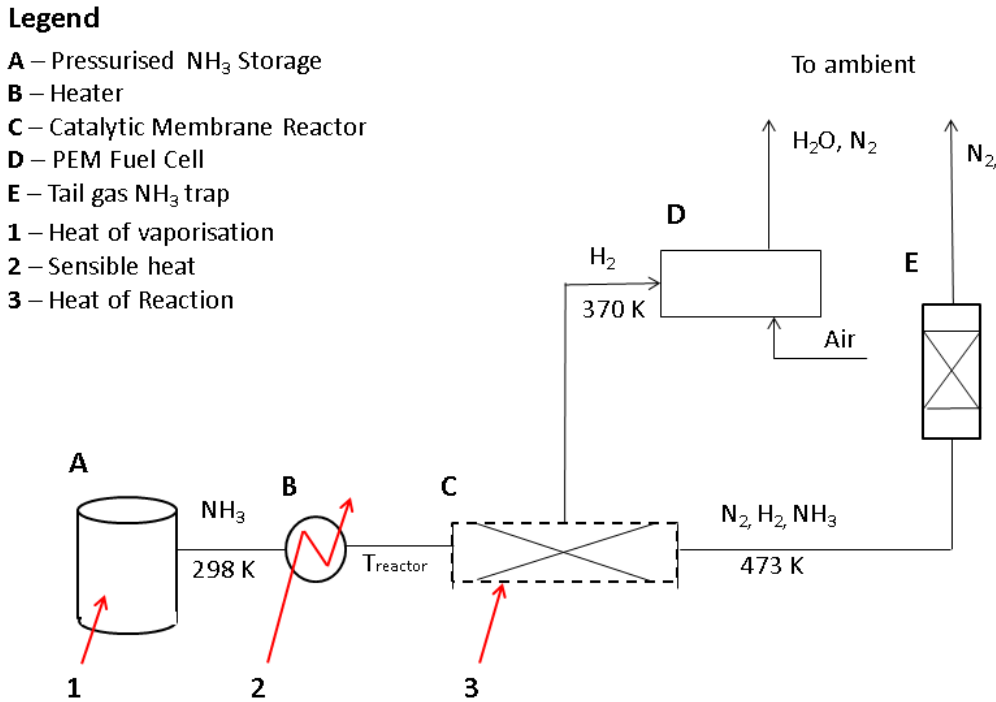 Legend
A – Pressurised NH₃ Storage
B – Heater
C – Catalytic Membrane Reactor
D – PEM Fuel Cell
E – Tail gas NH₃ trap
1 – Heat of vaporisation
2 – Sensible heat
3 – Heat of Reaction
To ambient
H₂O, N₂
N₂,
D
E
H₂
370 K
Air
A
B
C
NH₃
298 K
Treactor
N₂, H₂, NH₃
473 K
1
2
3